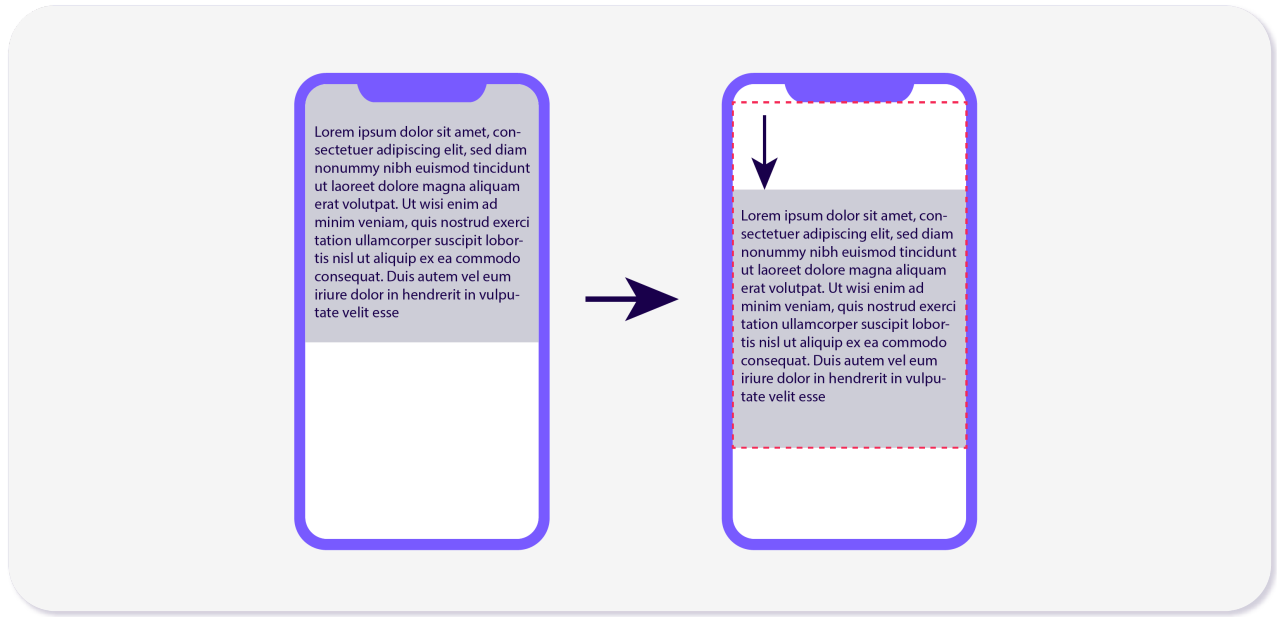 Lorem ipsum dolor sit amet, con-
sectetuer adipiscing elit, sed diam
nonummy nibh euismod tincidunt
ut laoreet dolore magna aliquam
erat volutpat. Ut wisi enim ad
minim veniam, quis nostrud exerci
tation ullamcorper suscipit lobor-
tis nisl ut aliquip ex ea commodo
consequat. Duis autem vel eum
iriure dolor in hendrerit in vulpu-
tate velit esse
Lorem ipsum dolor sit amet, con-
sectetuer adipiscing elit, sed diam
nonummy nibh euismod tincidunt
ut laoreet dolore magna aliquam
erat volutpat. Ut wisi enim ad
minim veniam, quis nostrud exerci
tation ullamcorper suscipit lobor-
tis nisl ut aliquip ex ea commodo
consequat. Duis autem vel eum
iriure dolor in hendrerit in vulpu-
tate velit esse